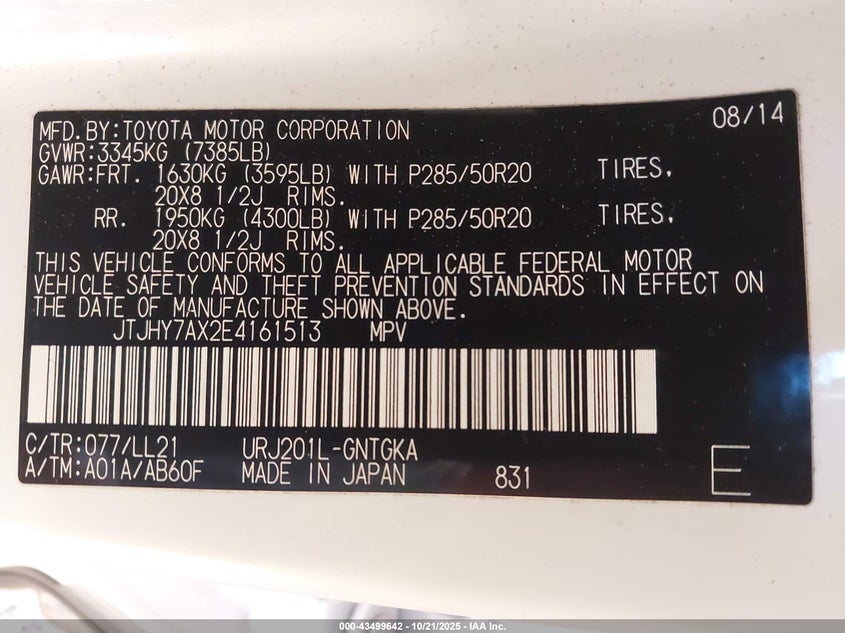 08/14
MFD.BY:TOYOTA MOTOR CORPORATION
GVWR:3345KG (7385LB)
GAWR:FRT. 1630KG (3595LB) WITH P285/50R20 TIRES,
20X8 1/2J RIMS.
RR. 1950KG (4300LB) WITH P285/50R20 TIRES,
20X8 1/2J RIMS.
THIS VEHICLE CONFORMS TO ALL APPLICABLE FEDERAL MOTOR
VEHICLE SAFETY AND THEFT PREVENTION STANDARDS IN EFFECT ON
THE DATE OF MANUFACTURE SHOWN ABOVE.
JTJHY7AX2E4161513 MPV
C/TR:077/LL21 URJ201L-GNTGKA
A/TM:A01A/AB60F MADE IN JAPAN 831 E
000-43499642 - 10/21/2025 - IAA Inc.